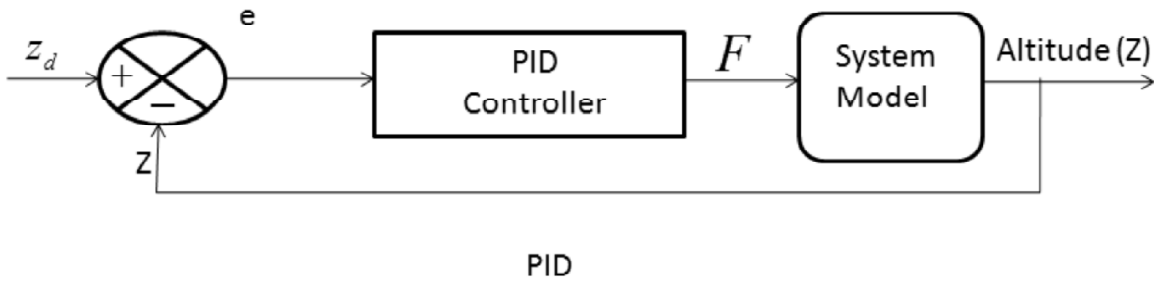 e
z_d
+
−
Z
PID
Controller
F
System
Model
Altitude (Z)
PID